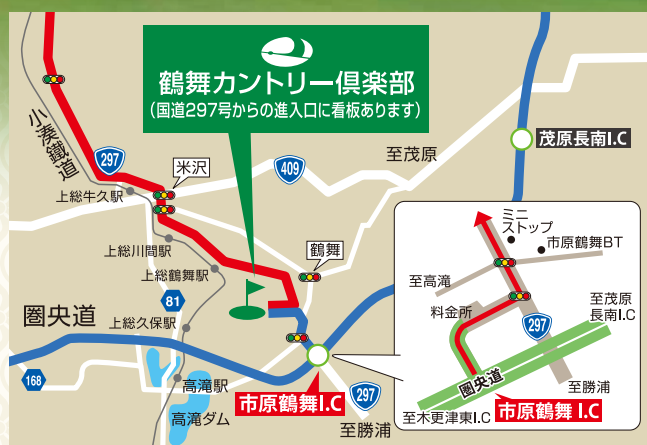 鶴舞カントリー倶楽部
(国道297号からの進入口に看板あります)
小湊鐵道
297
米沢
409
至茂原
茂原長南I.C
上総牛久駅
上総川間駅
鶴舞
上総鶴舞駅
81
圏央道
上総久保駅
168
高滝駅
高滝ダム
市原鶴舞I.C
297
至勝浦
ミニ
ストップ
市原鶴舞BT
至高滝
料金所
至茂原
長南I.C
297
圏央道
至勝浦
至木更津東I.C
市原鶴舞I.C